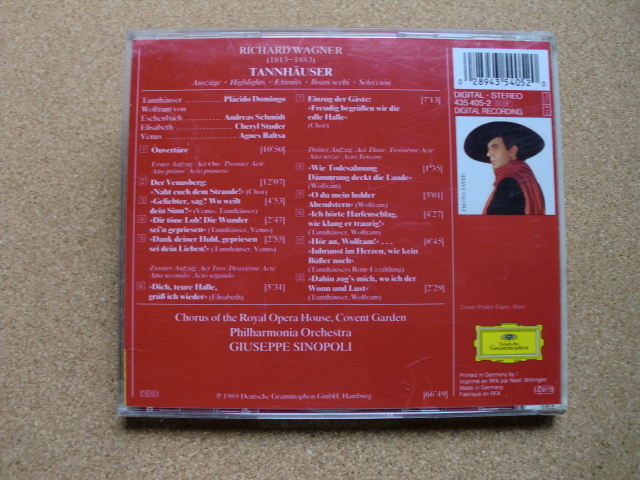 RICHARD WAGNER
(1813–1883)
TANNHÄUSER
Auszüge · Highlights · Extraits · Brani scelti · Selección
Tannhäuser Plácido Domingo
Wolfram von
Eschenbach Andreas Schmidt
Elisabeth Cheryl Studer
Venus Agnes Baltsa
1 Ouvertüre [10'50]
Erster Aufzug · Act One · Premier Acte
Atto primo · Acto primero
2 Der Venusberg: [12'07]
»Naht euch dem Strande!« (Chor)
3 »Geliebter, sag? Wo weilt [4'53]
dein Sinn?« (Venus, Tannhäuser)
4 »Dir töne Lob! Die Wunder [2'47]
sei'n gepriesen« (Tannhäuser, Venus)
5 »Dank deiner Huld, gepriesen [2'55]
sei dein Lieben!« (Tannhäuser, Venus)
Zweiter Aufzug · Act Two · Deuxième Acte
Atto secondo · Acto segundo
6 »Dich, teure Halle, [5'31]
grüß ich wieder« (Elisabeth)
7 Einzug der Gäste: [7'13]
»Freudig begrüßen wir die
edle Halle«
(Chor)
Dritter Aufzug · Act Three · Troisième Acte
Atto terzo · Acto Tercero
8 »Wie Todesahnung [1'35]
Dämmrung deckt die Lande«
(Wolfram)
9 »O du mein holder [3'01]
Abendstern« (Wolfram)
10 »Ich hörte Harfenschlag, [4'27]
wie klang er traurig!«
(Tannhäuser, Wolfram)
11 »Hör an, Wolfram!« . . . [8'45]
»Inbrunst im Herzen, wie kein
Büßer noch«
(Tannhäusers Rom-Erzählung)
12 »Dahin zog's mich, wo ich der
Wonn und Lust« [2'29]
(Tannhäuser, Wolfram)
Chorus of the Royal Opera House, Covent Garden
Philharmonia Orchestra
GIUSEPPE SINOPOLI
℗ 1989 Deutsche Grammophon GmbH, Hamburg
[66'49]
0 28943 54052 0
DIGITAL · STEREO
435 405-2
DIGITAL RECORDING
Cover Photo: Fayer, Wien
Deutsche
Grammophon
Printed in Germany by /
Imprimé en RFA par Neef, Wittingen
Made in Germany
Fabriqué en RFA